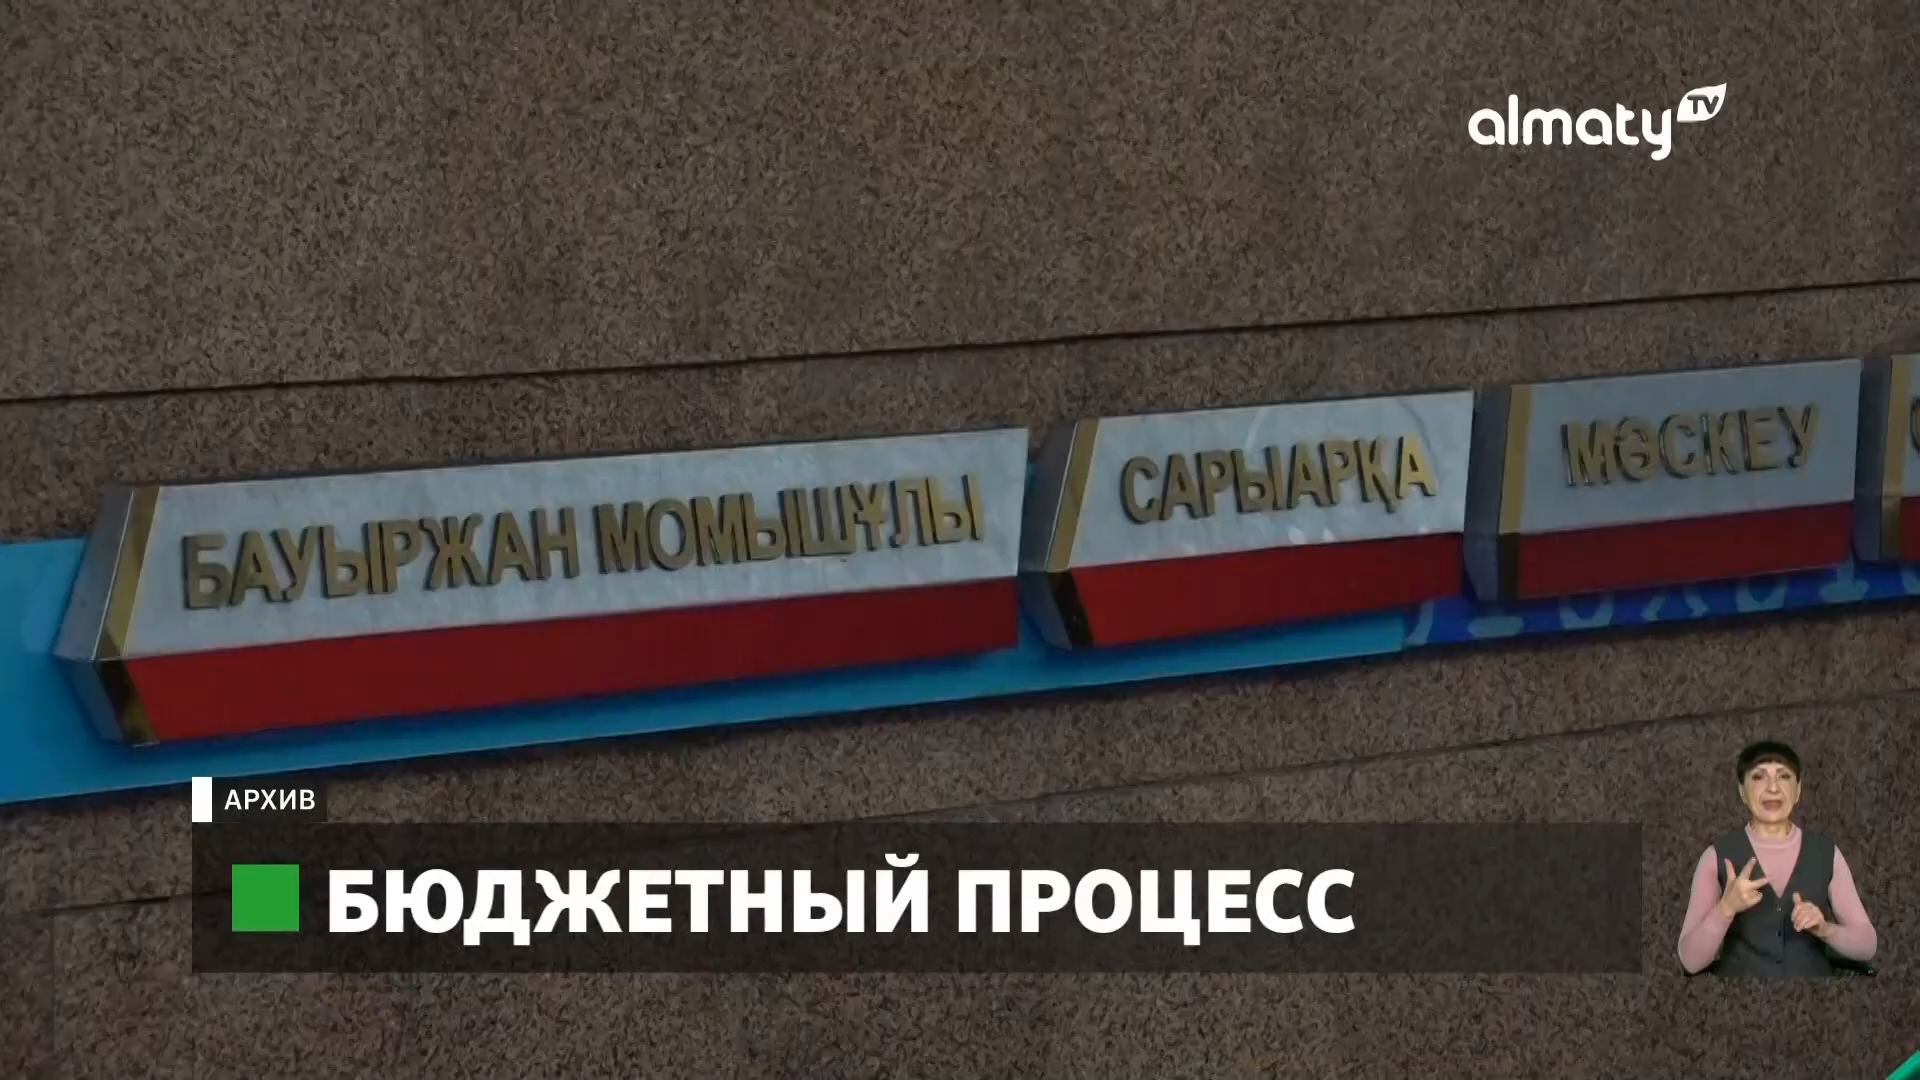 almaty TV
БАУЫРЖАН МОМЫШҰЛЫ
САРЫАРҚА
МӘСКЕУ
АРХИВ
БЮДЖЕТНЫЙ ПРОЦЕСС